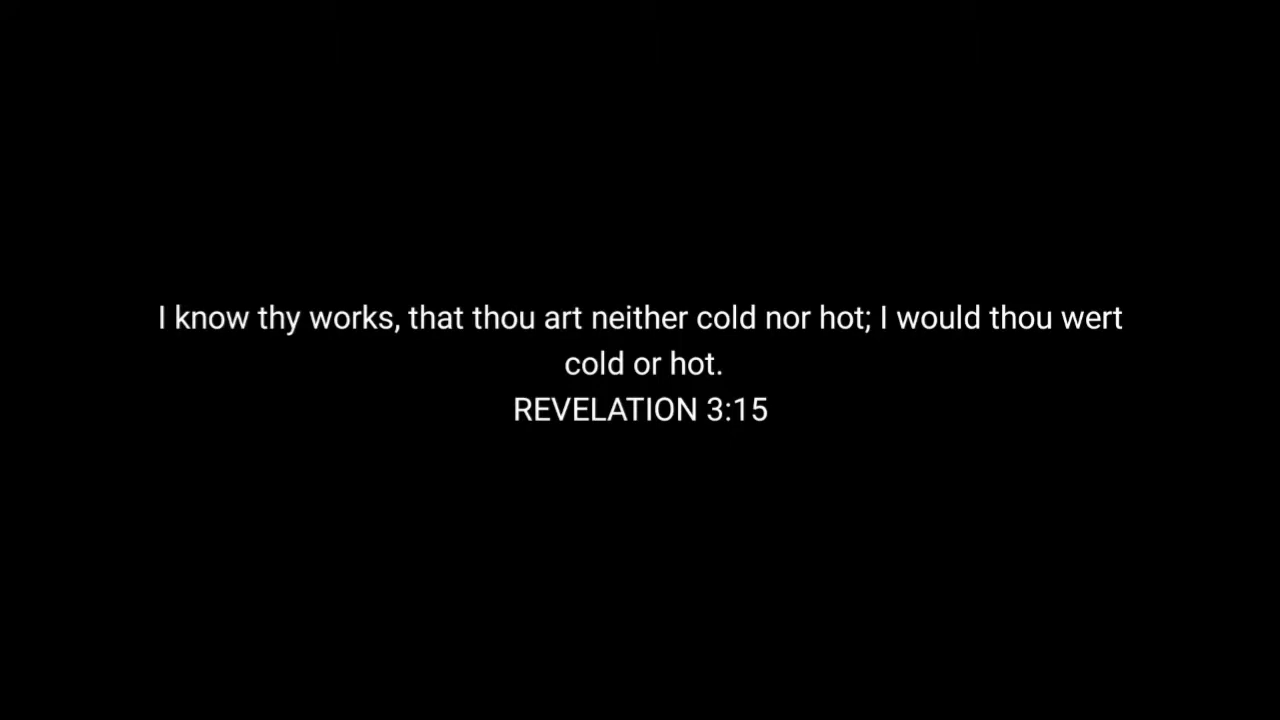 I know thy works, that thou art neither cold nor hot; I would thou wert
cold or hot.
REVELATION 3:15